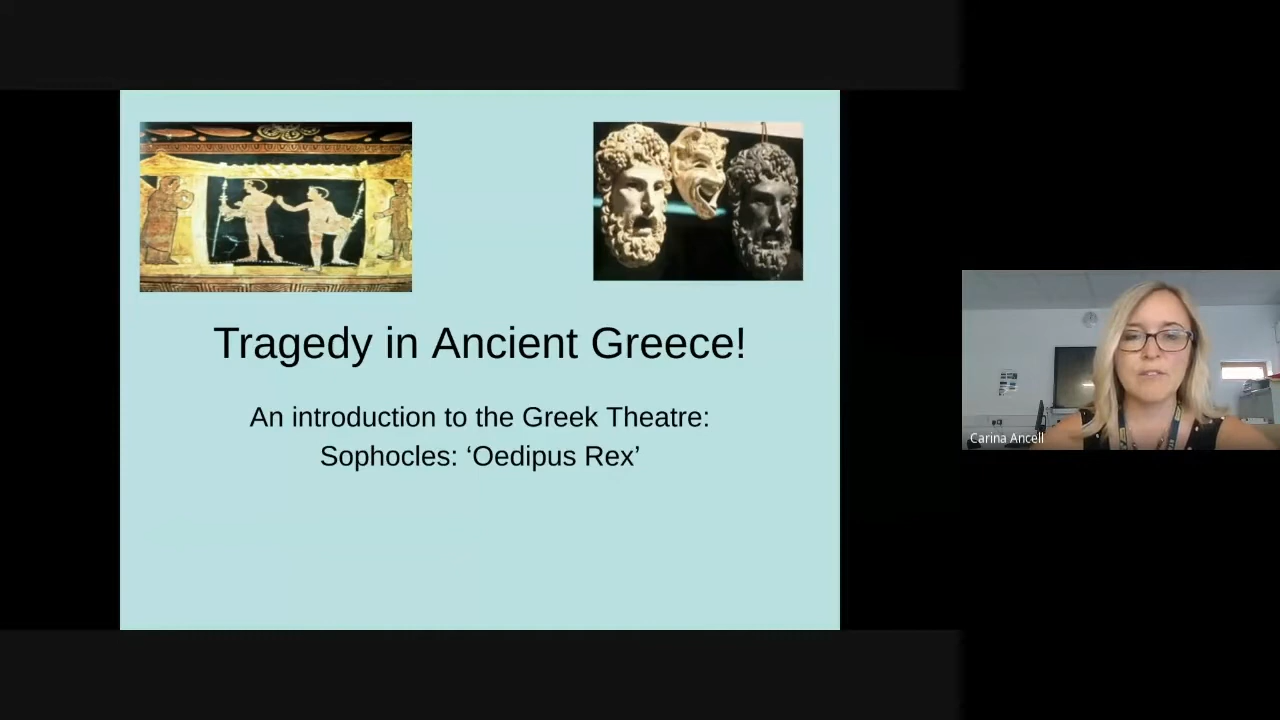 Tragedy in Ancient Greece!
An introduction to the Greek Theatre:
Sophocles: ‘Oedipus Rex’
Carina Ancell